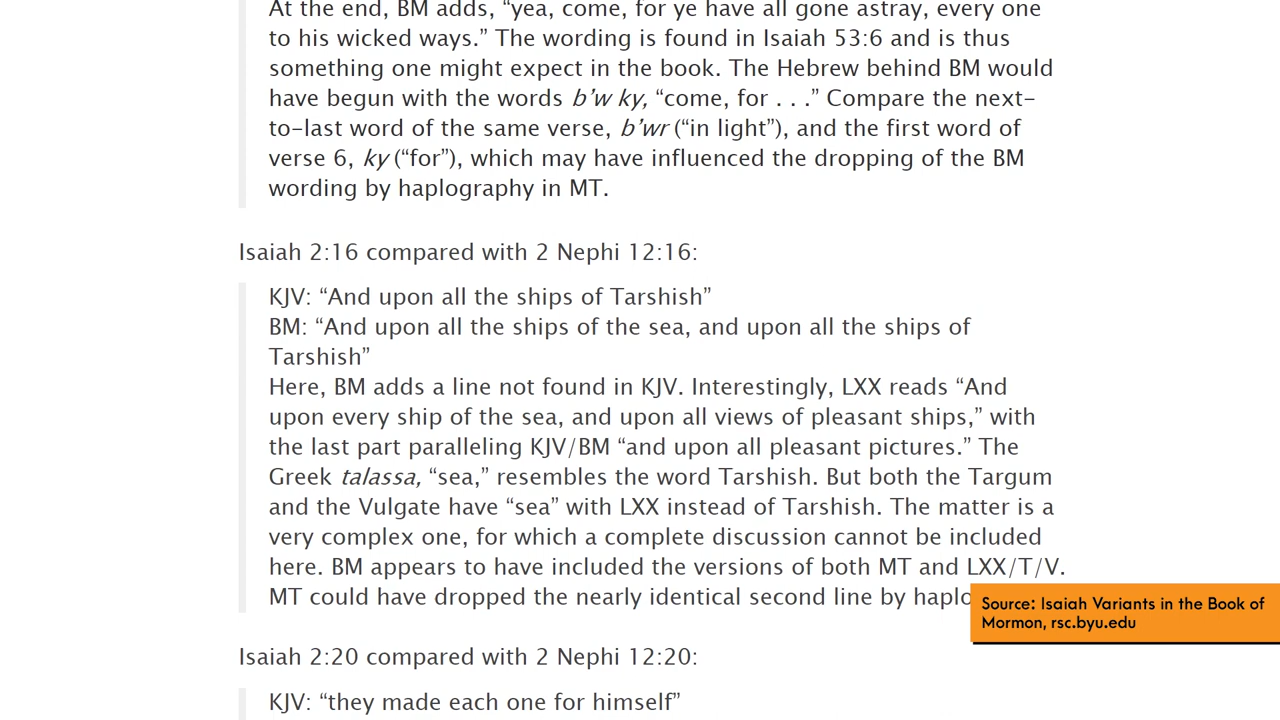 At the end, BM adds, “yea, come, for ye have all gone astray, every one
to his wicked ways.” The wording is found in Isaiah 53:6 and is thus
something one might expect in the book. The Hebrew behind BM would
have begun with the words b’w ky, “come, for . . .” Compare the next-
to-last word of the same verse, b’wr (“in light”), and the first word of
verse 6, ky (“for”), which may have influenced the dropping of the BM
wording by haplography in MT.
Isaiah 2:16 compared with 2 Nephi 12:16:
KJV: “And upon all the ships of Tarshish”
BM: “And upon all the ships of the sea, and upon all the ships of
Tarshish”
Here, BM adds a line not found in KJV. Interestingly, LXX reads “And
upon every ship of the sea, and upon all views of pleasant ships,” with
the last part paralleling KJV/BM “and upon all pleasant pictures.” The
Greek talassa, “sea,” resembles the word Tarshish. But both the Targum
and the Vulgate have “sea” with LXX instead of Tarshish. The matter is a
very complex one, for which a complete discussion cannot be included
here. BM appears to have included the versions of both MT and LXX/T/V.
MT could have dropped the nearly identical second line by haplo
Source: Isaiah Variants in the Book of
Mormon, rsc.byu.edu
Isaiah 2:20 compared with 2 Nephi 12:20:
KJV: “they made each one for himself”